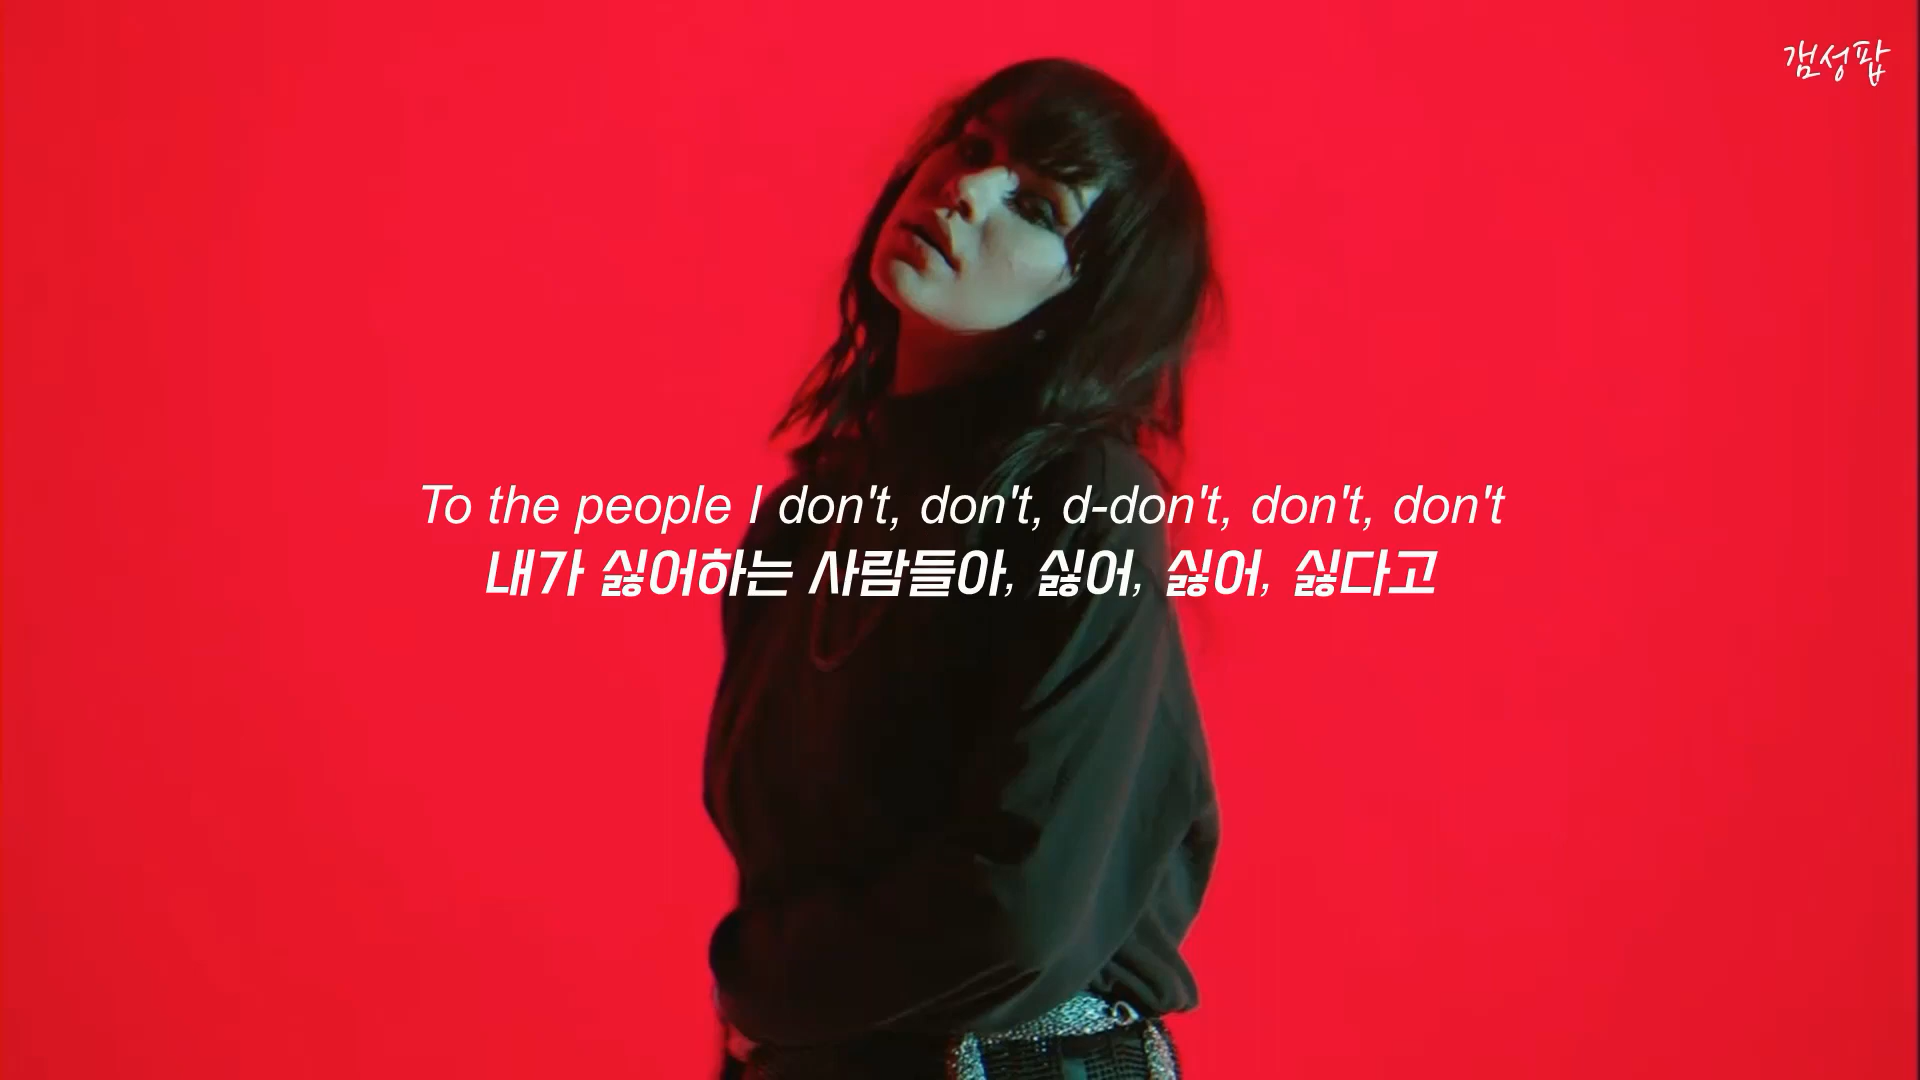 갬성팝
To the people I don't, don't, d-don't, don't, don't
내가 싫어하는 사람들아, 싫어, 싫어, 싫다고